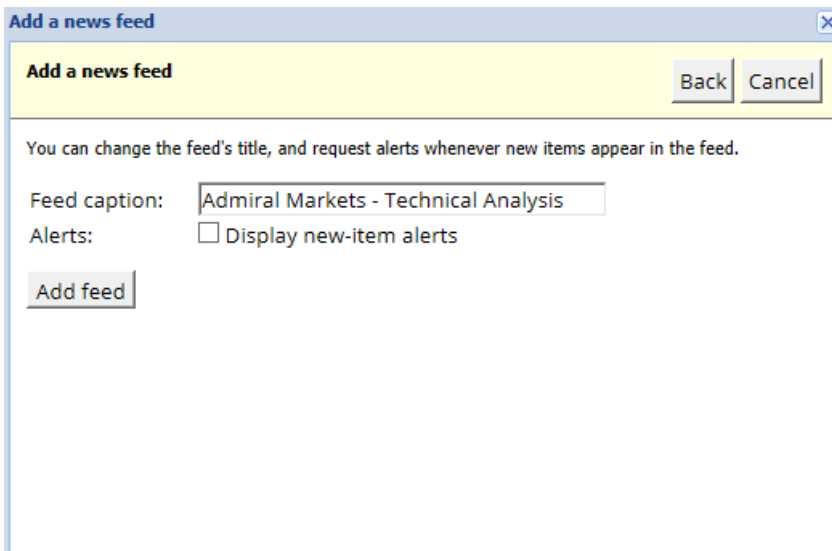 Add a news feed
Add a news feed
Back Cancel
You can change the feed's title, and request alerts whenever new items appear in the feed.
Feed caption: Admiral Markets - Technical Analysis
Alerts: Display new-item alerts
Add feed